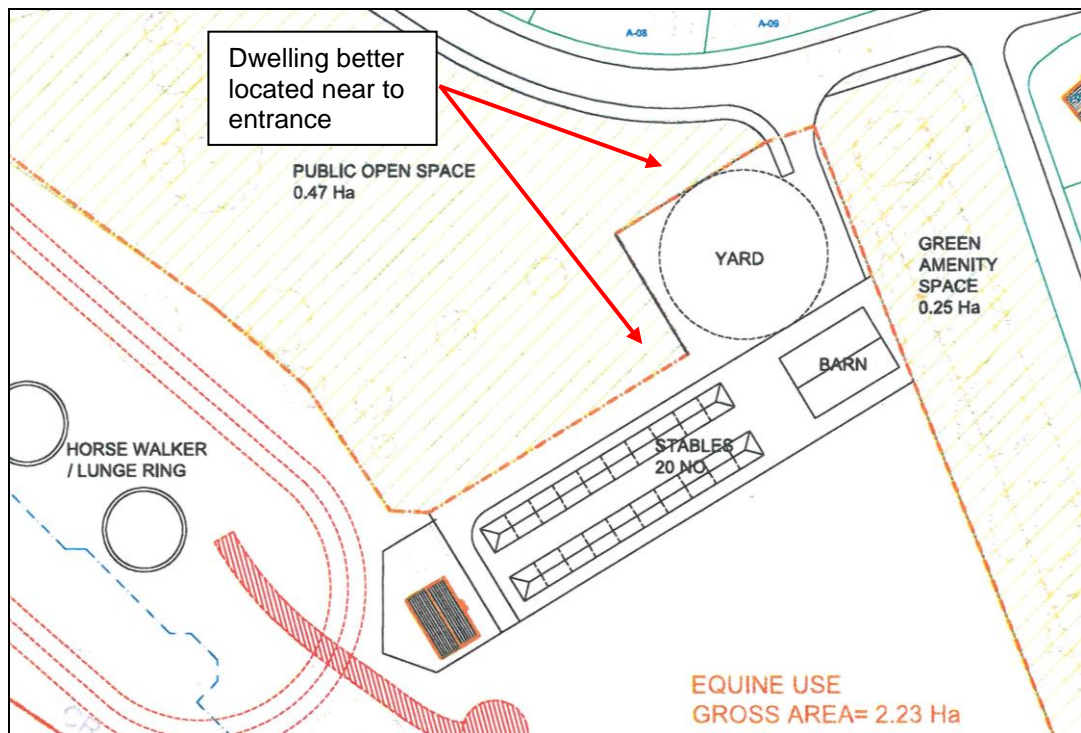 A-08
A-09
Dwelling better
located near to
entrance
PUBLIC OPEN SPACE
0.47 Ha
YARD
GREEN
AMENITY
SPACE
0.25 Ha
BARN
STABLES
20 NO
HORSE WALKER
/ LUNGE RING
EQUINE USE
GROSS AREA= 2.23 Ha